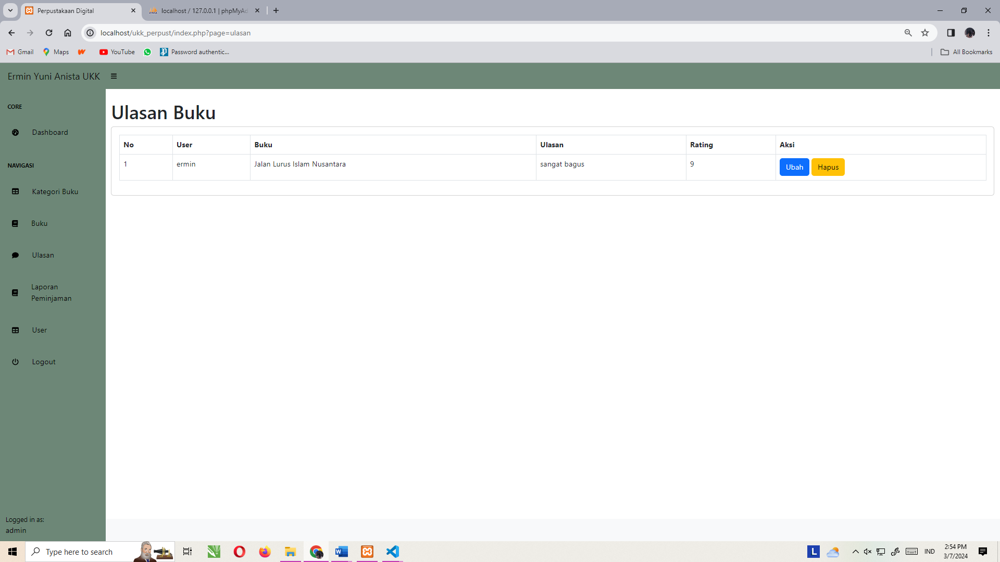 Perpustakaan Digital
localhost / 127.0.0.1 | phpMyAd
localhost/ukk_perpust/index.php?page=ulasan
Gmail
Maps
YouTube
Password authentic...
All Bookmarks
Ermin Yuni Anista UKK
CORE
Dashboard
NAVIGASI
Kategori Buku
Buku
Ulasan
Laporan
Peminjaman
User
Logout
Logged in as:
admin
Ulasan Buku
No User Buku Ulasan Rating Aksi
1 ermin Jalan Lurus Islam Nusantara sangat bagus 9 Ubah Hapus
Type here to search
L
IND
2:54 PM
3/7/2024